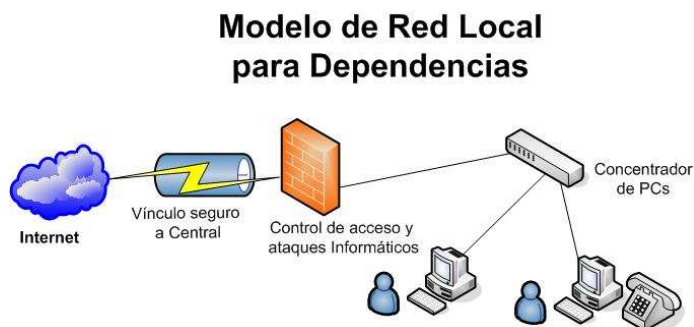 Modelo de Red Local
para Dependencias
Internet
Vínculo seguro
a Central
Control de acceso y
ataques Informáticos
Concentrador
de PCs